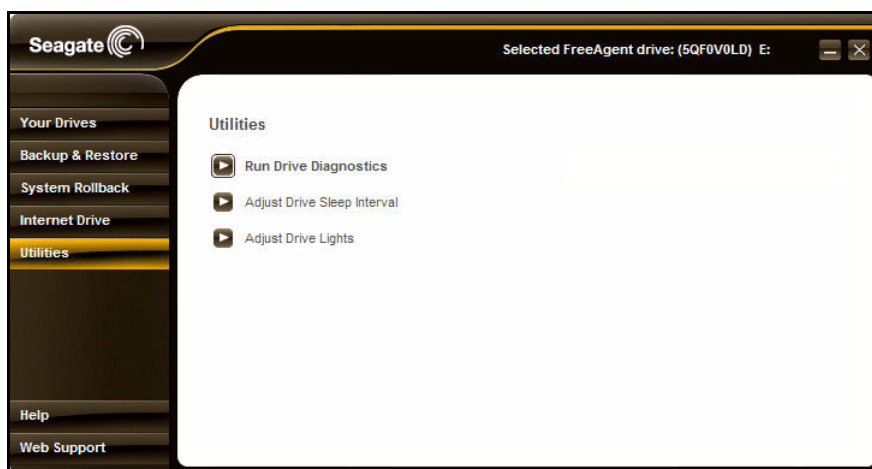 Seagate
Selected FreeAgent drive: (5QF0V0LD) E:
Your Drives
Backup & Restore
System Rollback
Internet Drive
Utilities
Help
Web Support
Utilities
Run Drive Diagnostics
Adjust Drive Sleep Interval
Adjust Drive Lights